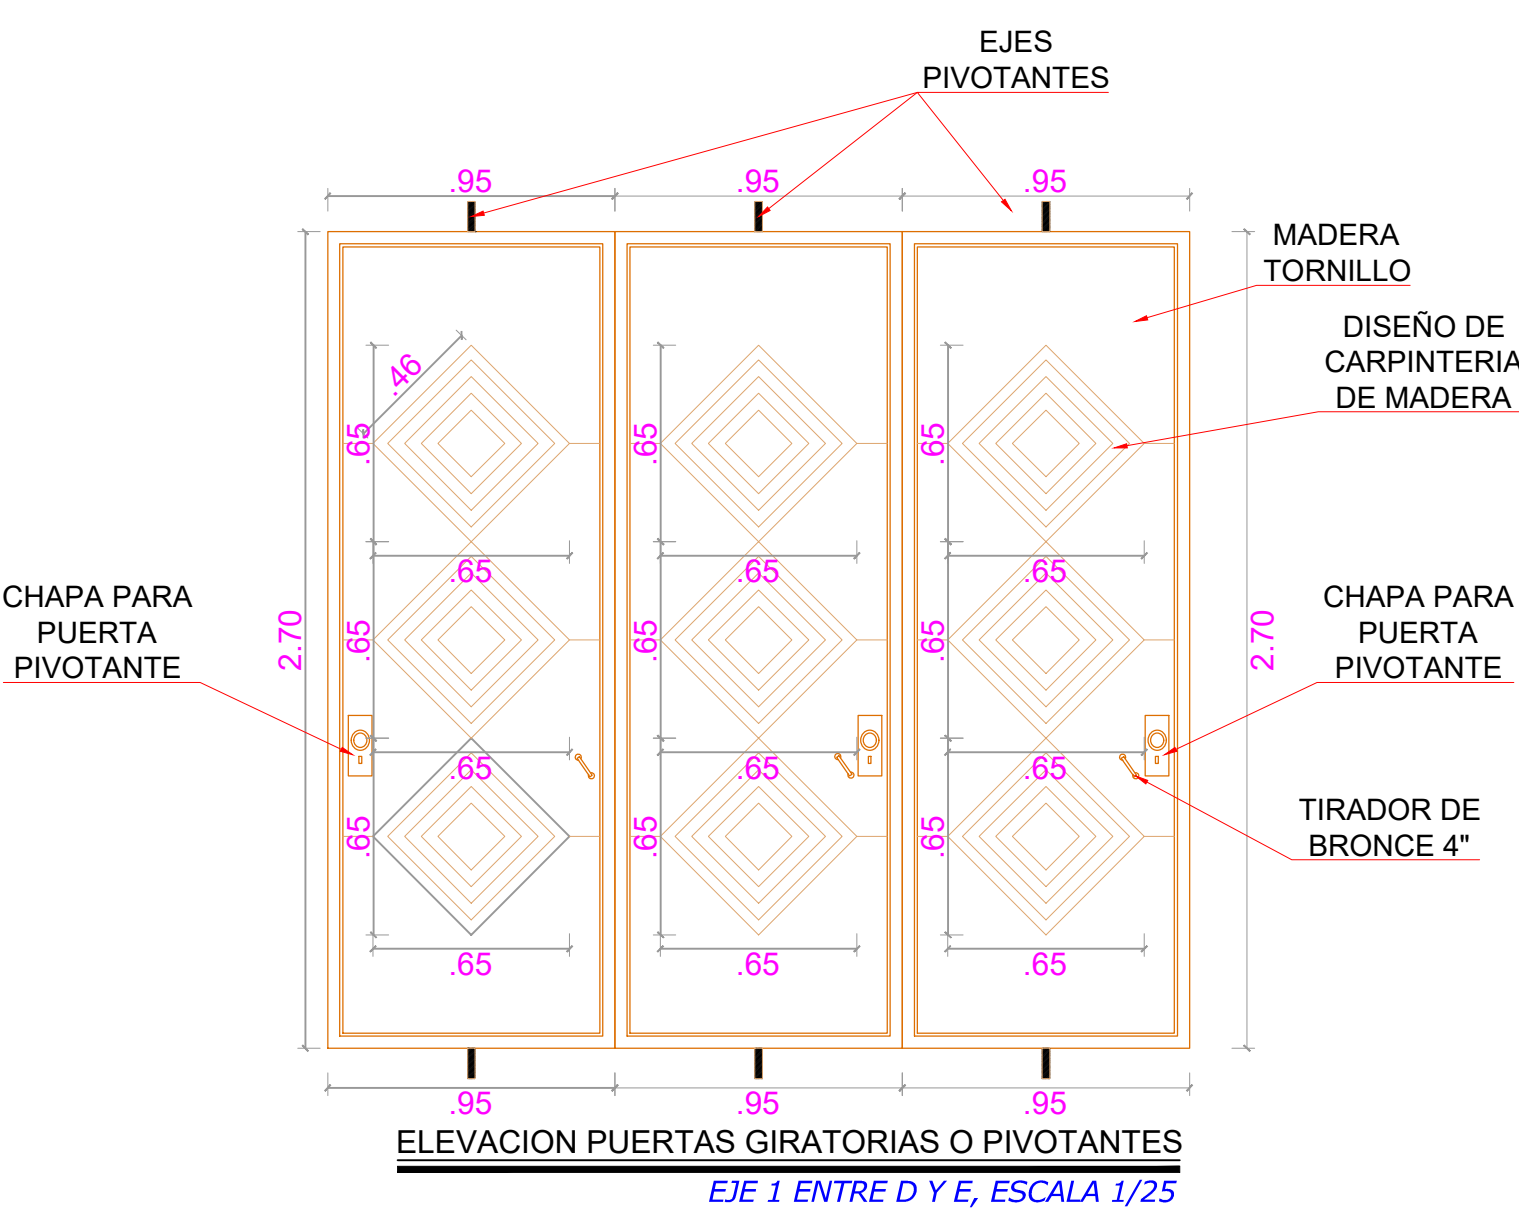 EJES
PIVOTANTES
.95 .95 .95
MADERA
TORNILLO
DISEÑO DE
CARPINTERIA
DE MADERA
.46
.65 .65 .65
.65 .65 .65
CHAPA PARA
PUERTA
PIVOTANTE
2.70
.65 .65 .65
2.70
CHAPA PARA
PUERTA
PIVOTANTE
.65 .65 .65
TIRADOR DE
BRONCE 4"
.65 .65 .65
.65 .65 .65
.95 .95 .95
ELEVACION PUERTAS GIRATORIAS O PIVOTANTES
EJE 1 ENTRE D Y E, ESCALA 1/25